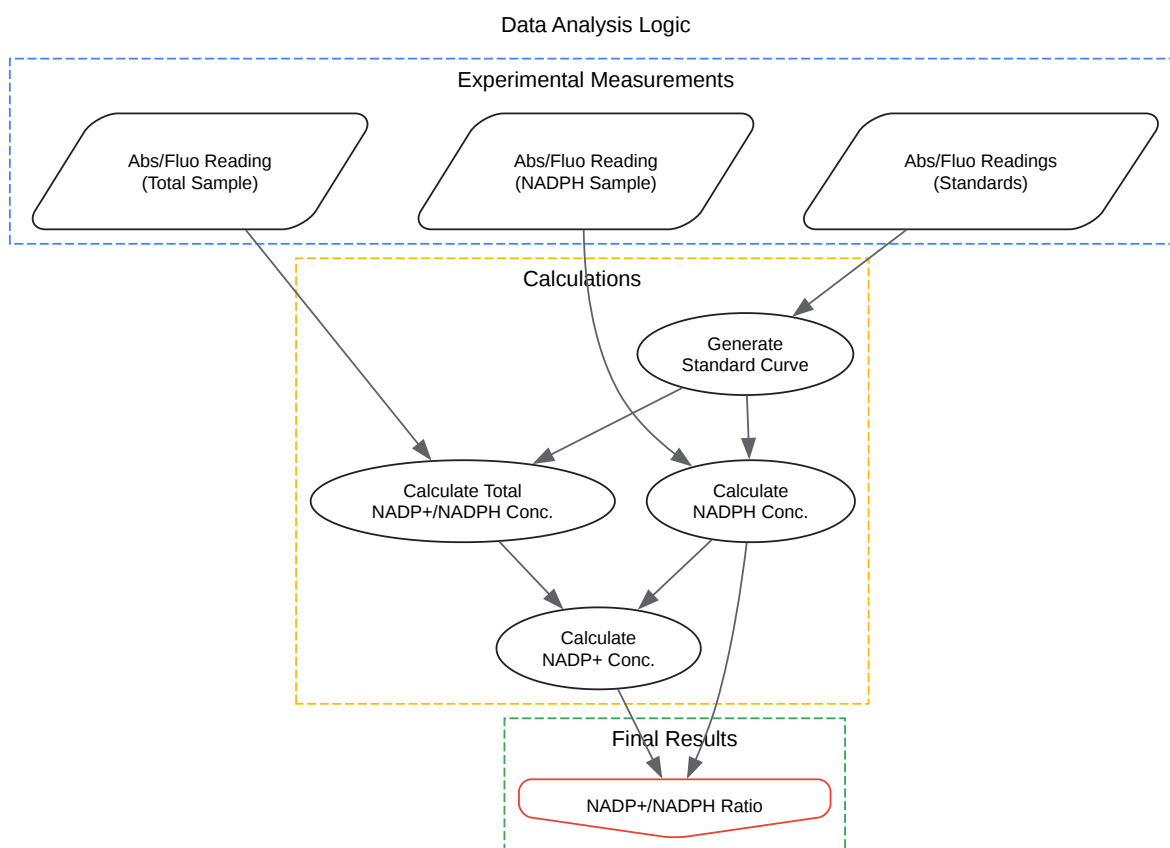 Data Analysis Logic
Experimental Measurements
Abs/Fluo Reading
(Total Sample)
Abs/Fluo Reading
(NADPH Sample)
Abs/Fluo Readings
(Standards)
Calculations
Generate
Standard Curve
Calculate Total
NADP+/NADPH Conc.
Calculate
NADPH Conc.
Calculate
NADP+ Conc.
Final Results
NADP+/NADPH Ratio